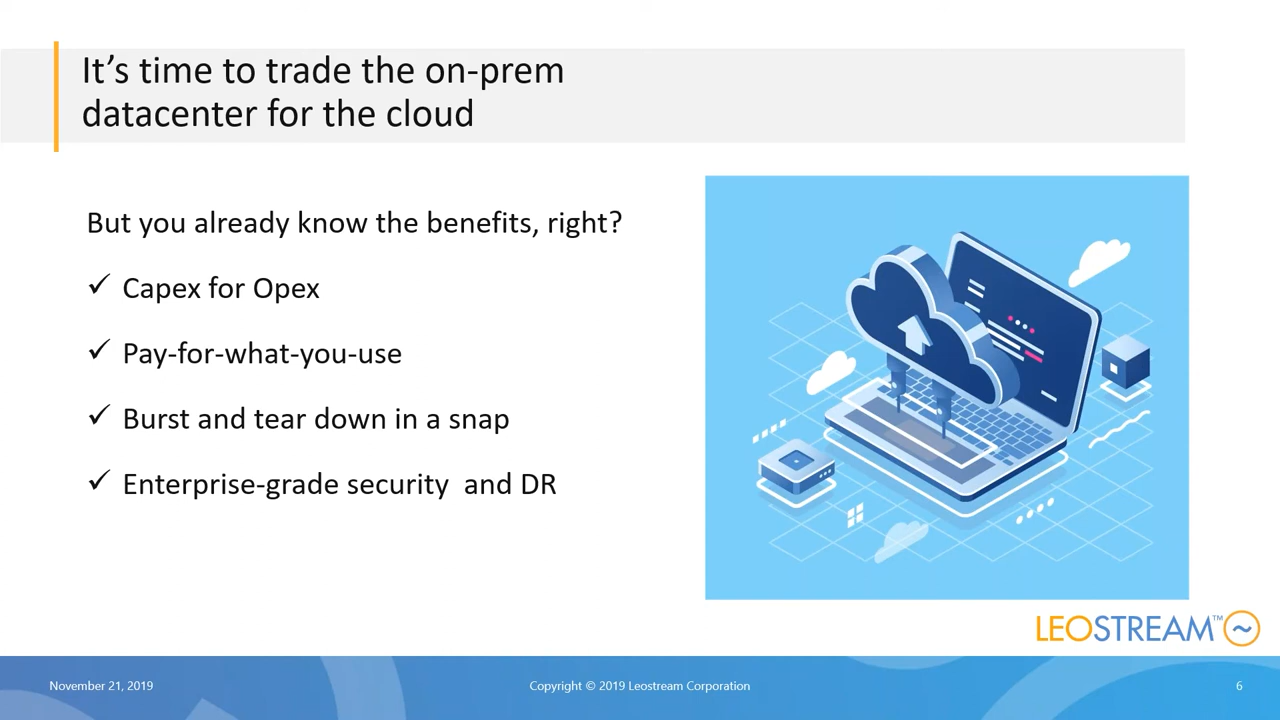 It’s time to trade the on-prem
datacenter for the cloud
But you already know the benefits, right?
✓ Capex for Opex
✓ Pay-for-what-you-use
✓ Burst and tear down in a snap
✓ Enterprise-grade security  and DR
LEOSTREAM™
November 21, 2019
Copyright © 2019 Leostream Corporation
6